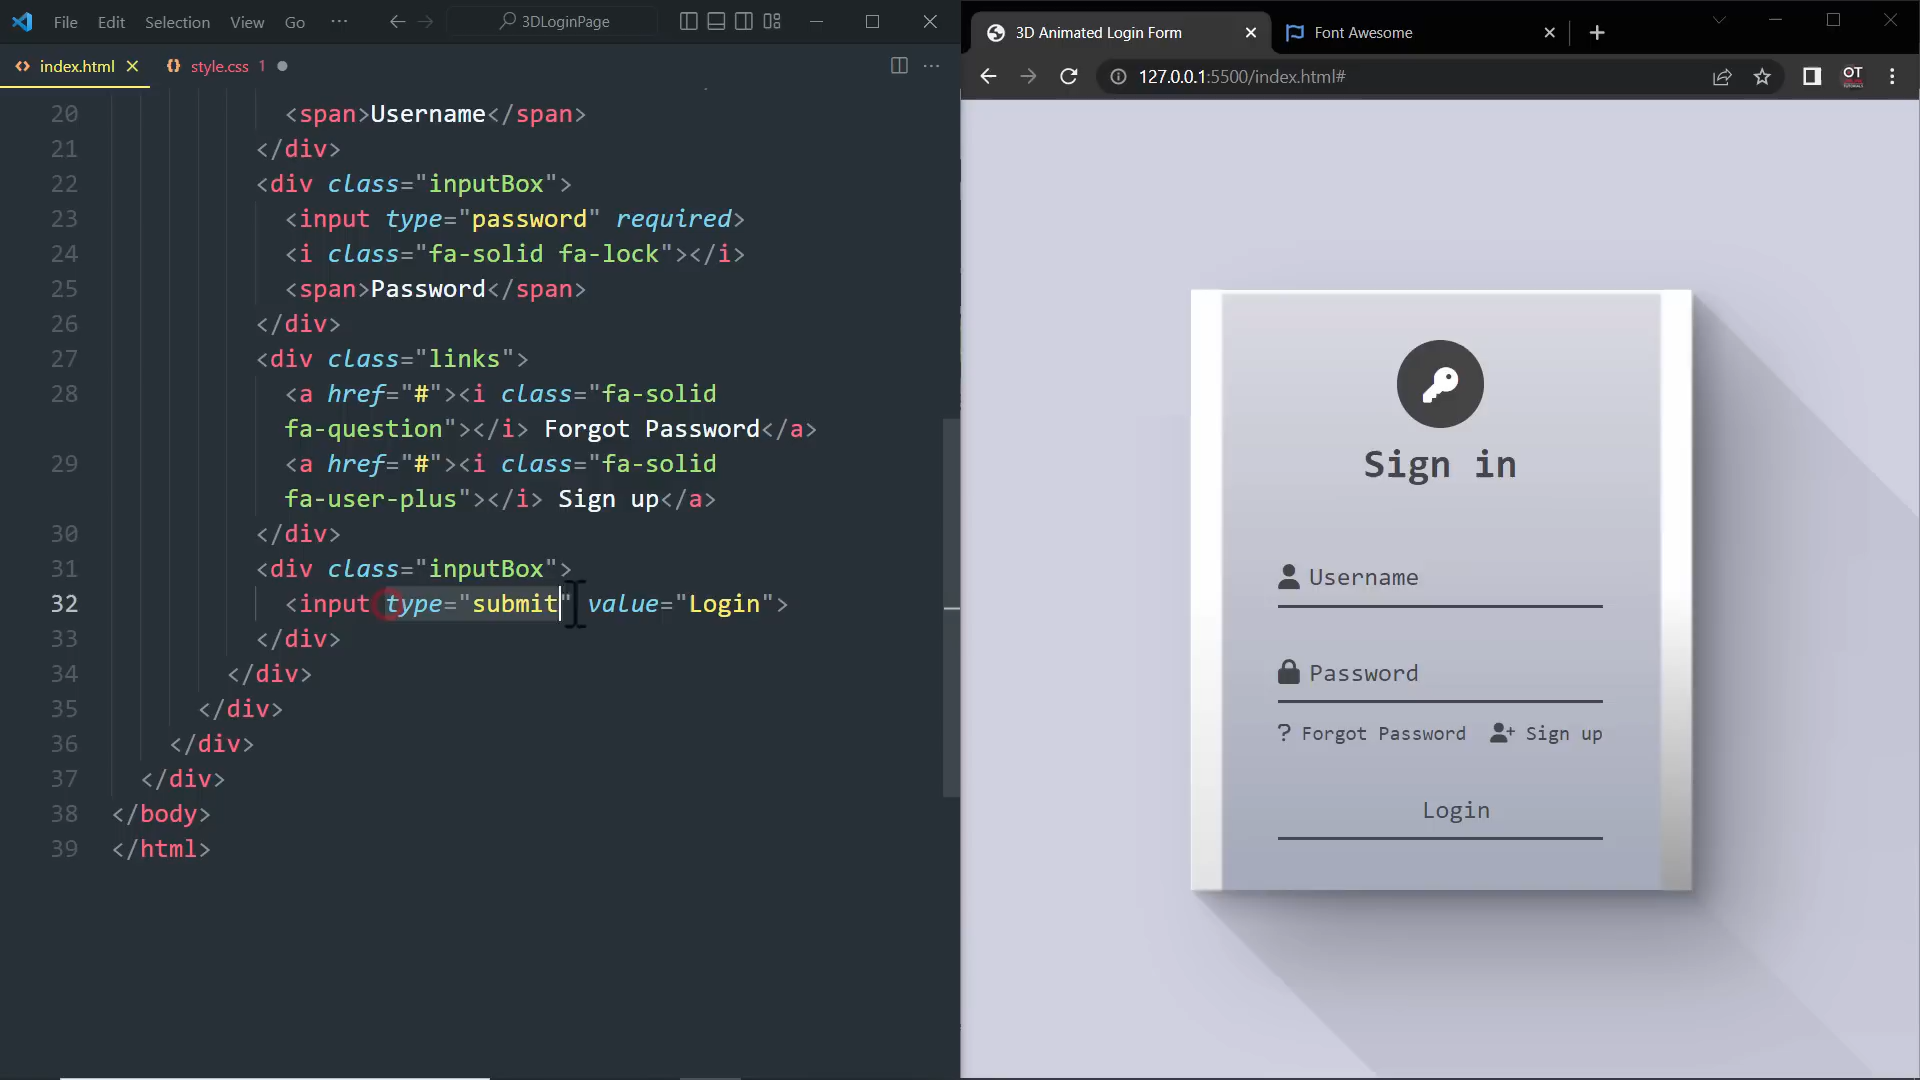 File Edit Selection View Go ··· 3DLoginPage
index.html style.css 1
20 <span>Username</span>
21 </div>
22 <div class="inputBox">
23 <input type="password" required>
24 <i class="fa-solid fa-lock"></i>
25 <span>Password</span>
26 </div>
27 <div class="links">
28 <a href="#"><i class="fa-solid
fa-question"></i> Forgot Password</a>
29 <a href="#"><i class="fa-solid
fa-user-plus"></i> Sign up</a>
30 </div>
31 <div class="inputBox">
32 <input type="submit" value="Login">
33 </div>
34 </div>
35 </div>
36 </div>
37 </div>
38 </body>
39 </html>
3D Animated Login Form Font Awesome
127.0.0.1:5500/index.html#
OT
Sign in
Username
Password
? Forgot Password Sign up
Login